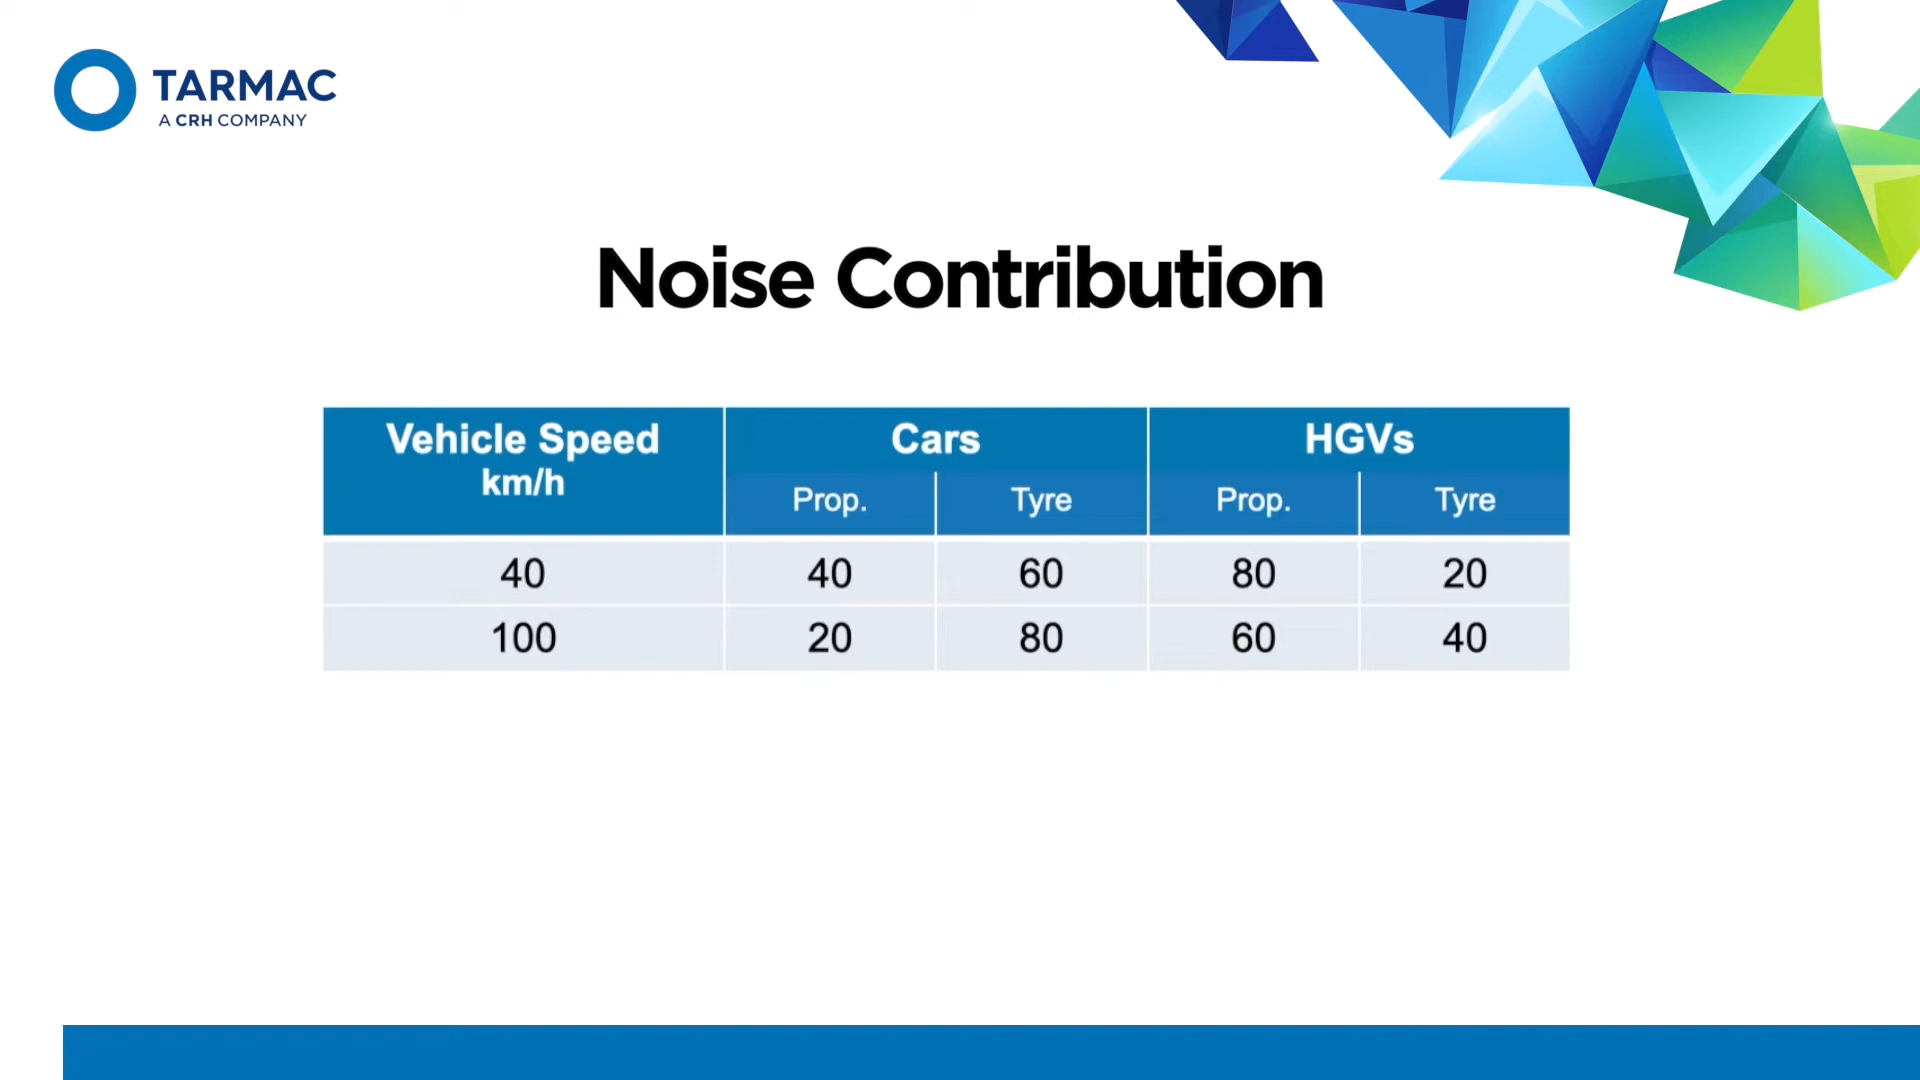 TARMAC
A CRH COMPANY
Noise Contribution
Vehicle Speed Cars HGVs
km/h Prop. Tyre Prop. Tyre
40 40 60 80 20
100 20 80 60 40